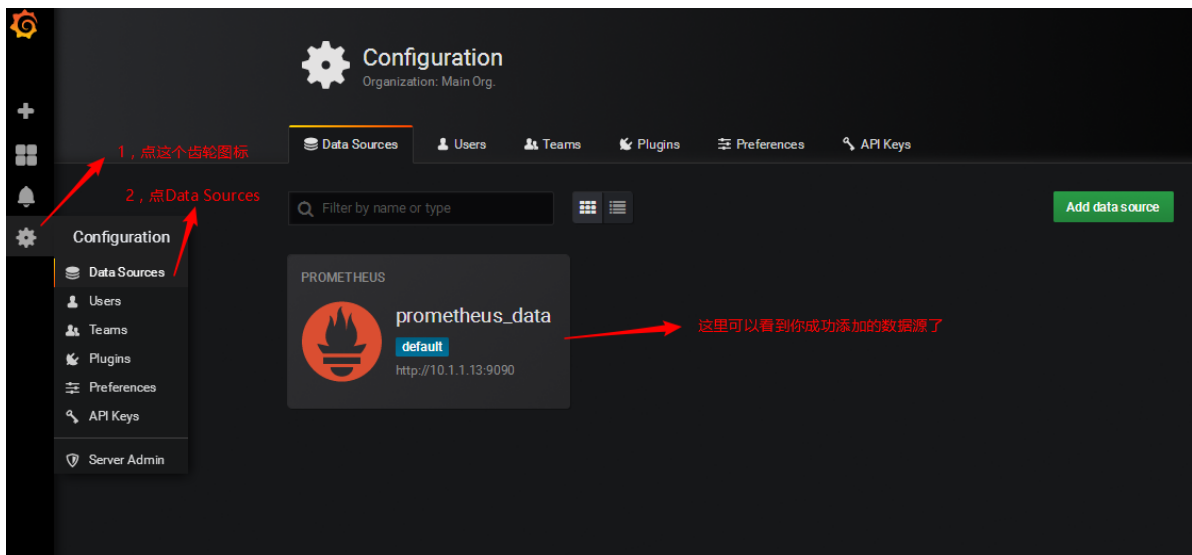 Configuration
Organization: Main Org.
Data Sources
Users
Teams
Plugins
Preferences
API Keys
1，点这个齿轮图标
2，点Data Sources
Filter by name or type
Add data source
Configuration
Data Sources
Users
Teams
Plugins
Preferences
API Keys
Server Admin
PROMETHEUS
prometheus_data
default
http://10.1.1.13:9090
这里可以看到你成功添加的数据源了